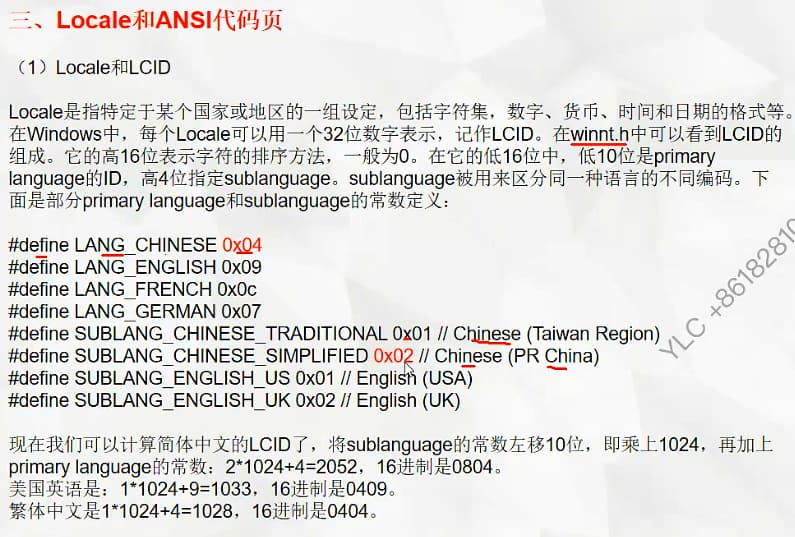 三、Locale和ANSI代码页
（1）Locale和LCID
Locale是指特定于某个国家或地区的一组设定，包括字符集，数字、货币、时间和日期的格式等。
在Windows中，每个Locale可以用一个32位数字表示，记作LCID。在winnt.h中可以看到LCID的
组成。它的高16位表示字符的排序方法，一般为0。在它的低16位中，低10位是primary
language的ID，高4位指定sublanguage。sublanguage被用来区分同一种语言的不同编码。下
面是部分primary language和sublanguage的常数定义：
#define LANG_CHINESE 0x04
#define LANG_ENGLISH 0x09
#define LANG_FRENCH 0x0c
#define LANG_GERMAN 0x07
#define SUBLANG_CHINESE_TRADITIONAL 0x01 // Chinese (Taiwan Region)
#define SUBLANG_CHINESE_SIMPLIFIED 0x02 // Chinese (PR China)
#define SUBLANG_ENGLISH_US 0x01 // English (USA)
#define SUBLANG_ENGLISH_UK 0x02 // English (UK)
现在我们可以计算简体中文的LCID了，将sublanguage的常数左移10位，即乘上1024，再加上
primary language的常数：2*1024+4=2052，16进制是0804。
美国英语是：1*1024+9=1033，16进制是0409。
繁体中文是1*1024+4=1028，16进制是0404。
YLC +86182810